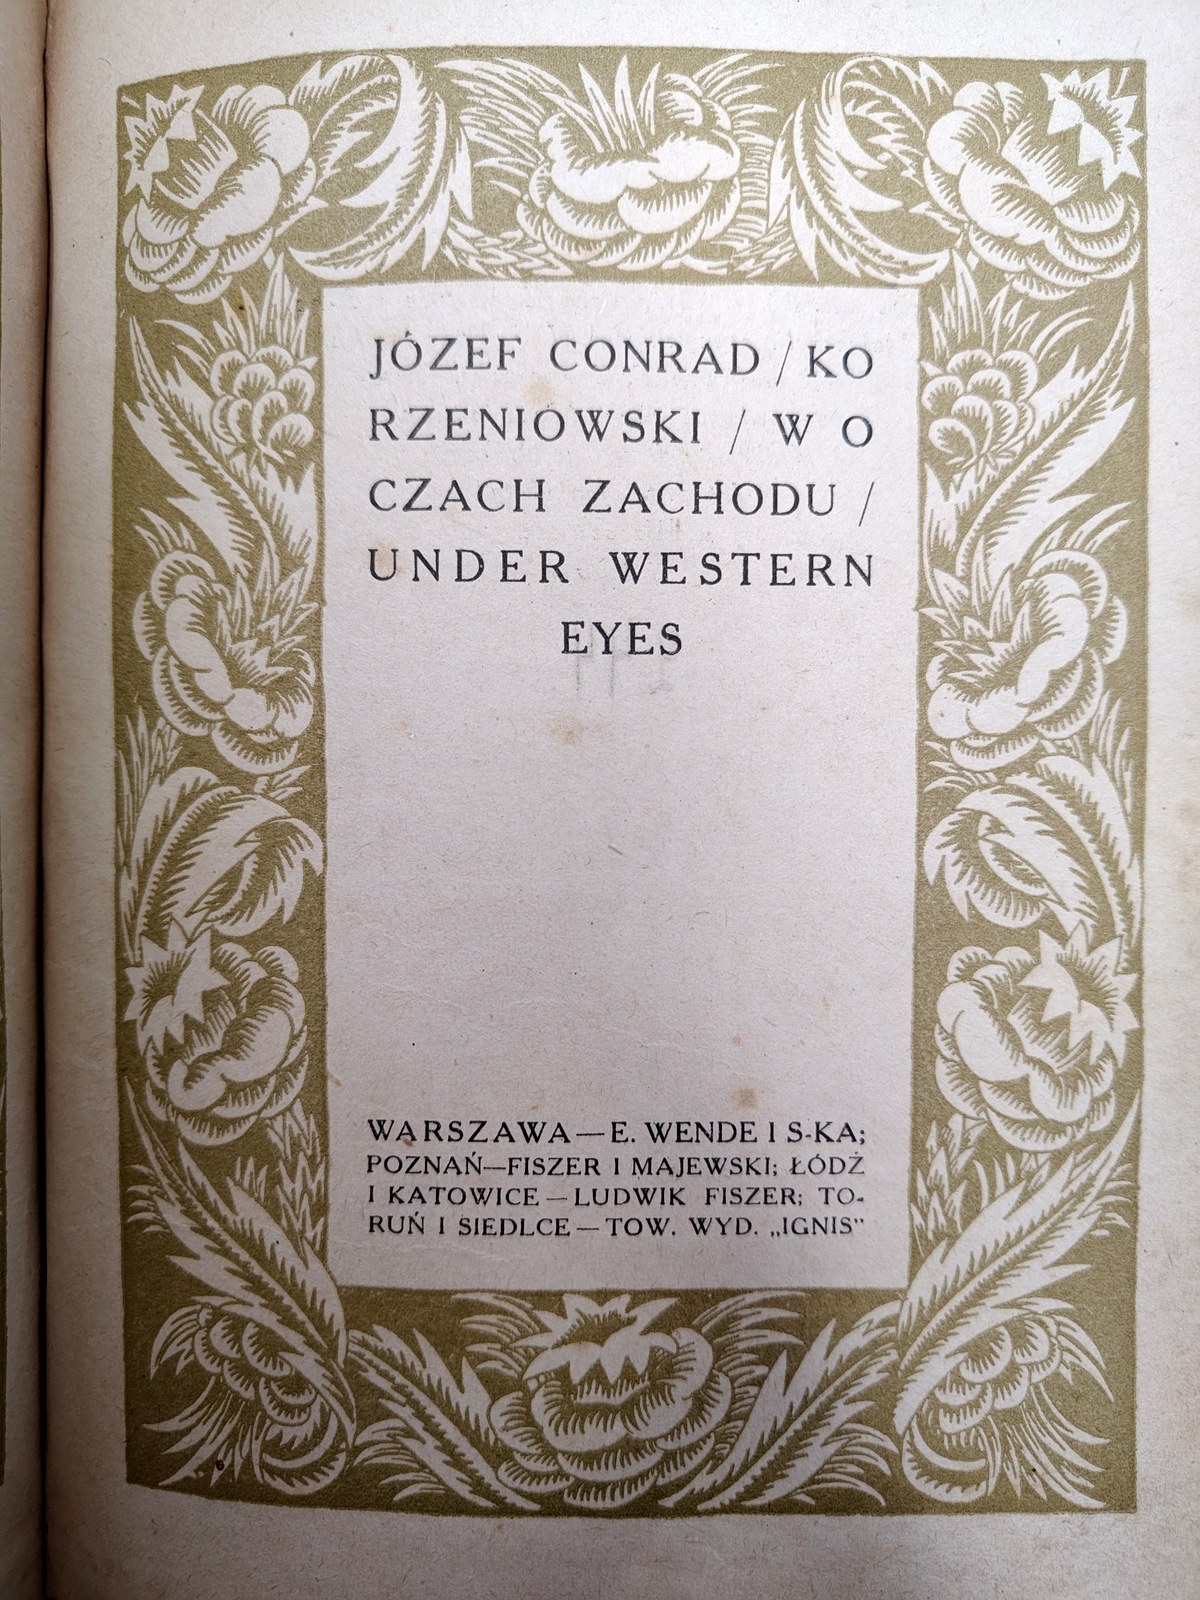 JÓZEF CONRAD / KO
RZENIOWSKI / W O
CZACH ZACHODU /
UNDER WESTERN
EYES
WARSZAWA — E. WENDE I S-KA;
POZNAŃ—FISZER I MAJEWSKI; ŁÓDŹ
I KATOWICE — LUDWIK FISZER; TO-
RUŃ I SIEDLCE — TOW. WYD. „IGNIS”